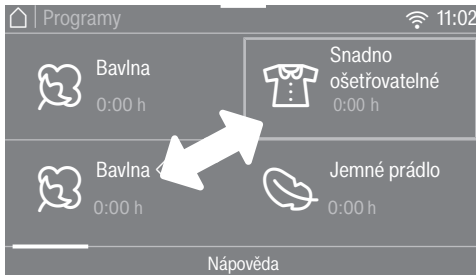 Programy
11:02
Bavlna
0:00 h
Snadno
ošetřovatelné
0:00 h
Bavlna
0:00 h
Jemné prádlo
0:00 h
Nápověda